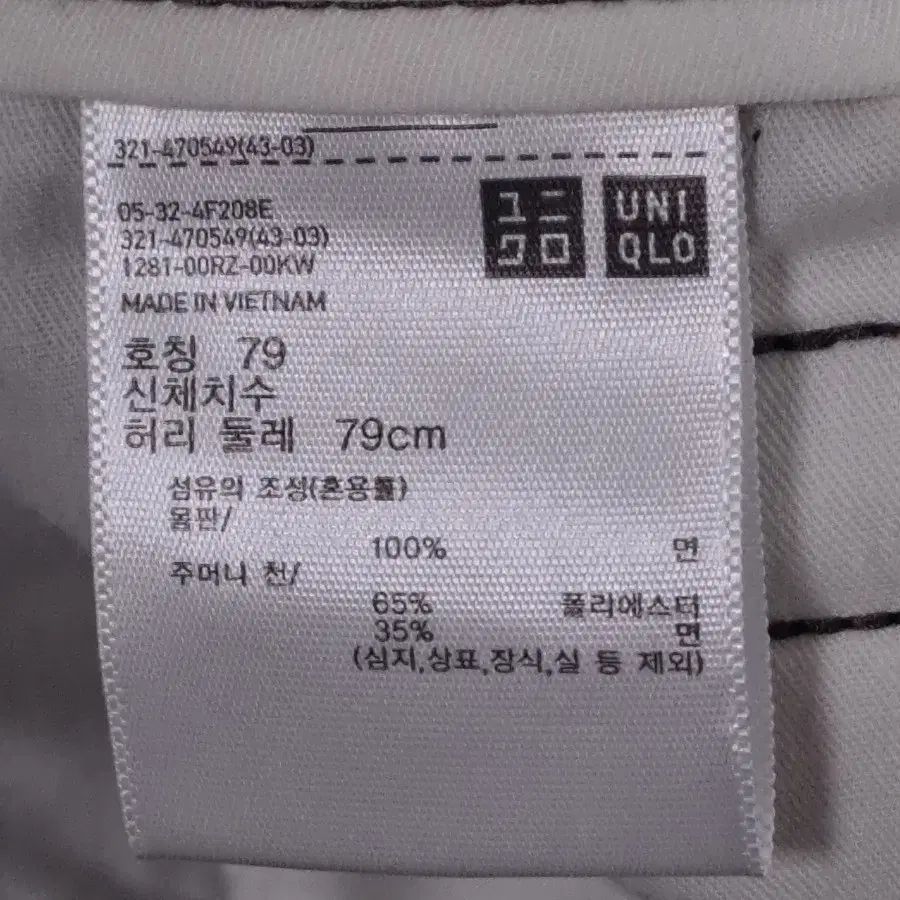 321-470549(43-03)
ユニ
クロ
UNI
QLO
05-32-4F208E
321-470549(43-03)
1281-00RZ-00KW
MADE IN VIETNAM
호칭 79
신체치수
허리 둘레 79cm
섬유의 조성(혼용률)
몸판/
100% 면
주머니 천/
65% 폴리에스터
35% 면
(심지,상표,장식,실 등 제외)